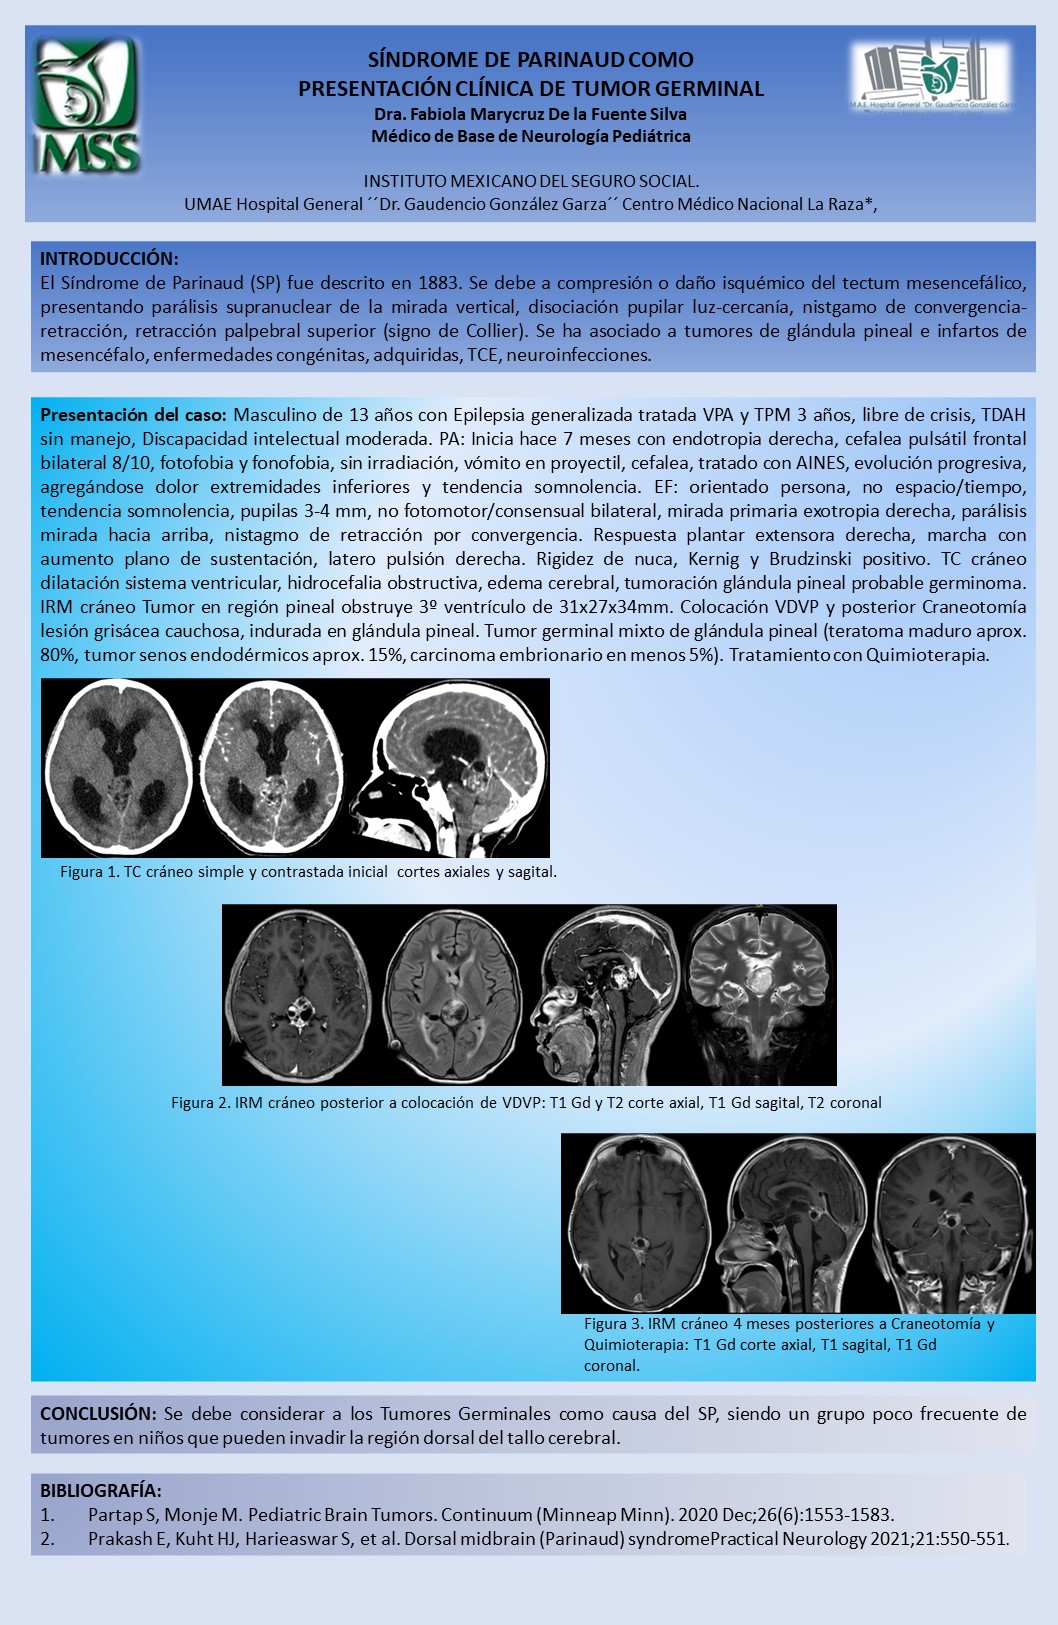 IMSS
SÍNDROME DE PARINAUD COMO
PRESENTACIÓN CLÍNICA DE TUMOR GERMINAL
Dra. Fabiola Marycruz De la Fuente Silva
Médico de Base de Neurología Pediátrica
INSTITUTO MEXICANO DEL SEGURO SOCIAL.
UMAE Hospital General ´´Dr. Gaudencio González Garza´´ Centro Médico Nacional La Raza*,
M.A.E. Hospital General "Dr. Gaudencio González Garz
INTRODUCCIÓN:
El Síndrome de Parinaud (SP) fue descrito en 1883. Se debe a compresión o daño isquémico del tectum mesencefálico,
presentando parálisis supranuclear de la mirada vertical, disociación pupilar luz-cercanía, nistgamo de convergencia-
retracción, retracción palpebral superior (signo de Collier). Se ha asociado a tumores de glándula pineal e infartos de
mesencéfalo, enfermedades congénitas, adquiridas, TCE, neuroinfecciones.
Presentación del caso: Masculino de 13 años con Epilepsia generalizada tratada VPA y TPM 3 años, libre de crisis, TDAH
sin manejo, Discapacidad intelectual moderada. PA: Inicia hace 7 meses con endotropia derecha, cefalea pulsátil frontal
bilateral 8/10, fotofobia y fonofobia, sin irradiación, vómito en proyectil, cefalea, tratado con AINES, evolución progresiva,
agregándose dolor extremidades inferiores y tendencia somnolencia. EF: orientado persona, no espacio/tiempo,
tendencia somnolencia, pupilas 3-4 mm, no fotomotor/consensual bilateral, mirada primaria exotropia derecha, parálisis
mirada hacia arriba, nistagmo de retracción por convergencia. Respuesta plantar extensora derecha, marcha con
aumento plano de sustentación, latero pulsión derecha. Rigidez de nuca, Kernig y Brudzinski positivo. TC cráneo
dilatación sistema ventricular, hidrocefalia obstructiva, edema cerebral, tumoración glándula pineal probable germinoma.
IRM cráneo Tumor en región pineal obstruye 3º ventrículo de 31x27x34mm. Colocación VDVP y posterior Craneotomía
lesión grisácea cauchosa, indurada en glándula pineal. Tumor germinal mixto de glándula pineal (teratoma maduro aprox.
80%, tumor senos endodérmicos aprox. 15%, carcinoma embrionario en menos 5%). Tratamiento con Quimioterapia.
Figura 1. TC cráneo simple y contrastada inicial cortes axiales y sagital.
Figura 2. IRM cráneo posterior a colocación de VDVP: T1 Gd y T2 corte axial, T1 Gd sagital, T2 coronal
Figura 3. IRM cráneo 4 meses posteriores a Craneotomía y
Quimioterapia: T1 Gd corte axial, T1 sagital, T1 Gd
coronal.
CONCLUSIÓN: Se debe considerar a los Tumores Germinales como causa del SP, siendo un grupo poco frecuente de
tumores en niños que pueden invadir la región dorsal del tallo cerebral.
BIBLIOGRAFÍA:
1. Partap S, Monje M. Pediatric Brain Tumors. Continuum (Minneap Minn). 2020 Dec;26(6):1553-1583.
2. Prakash E, Kuht HJ, Harieaswar S, et al. Dorsal midbrain (Parinaud) syndromePractical Neurology 2021;21:550-551.